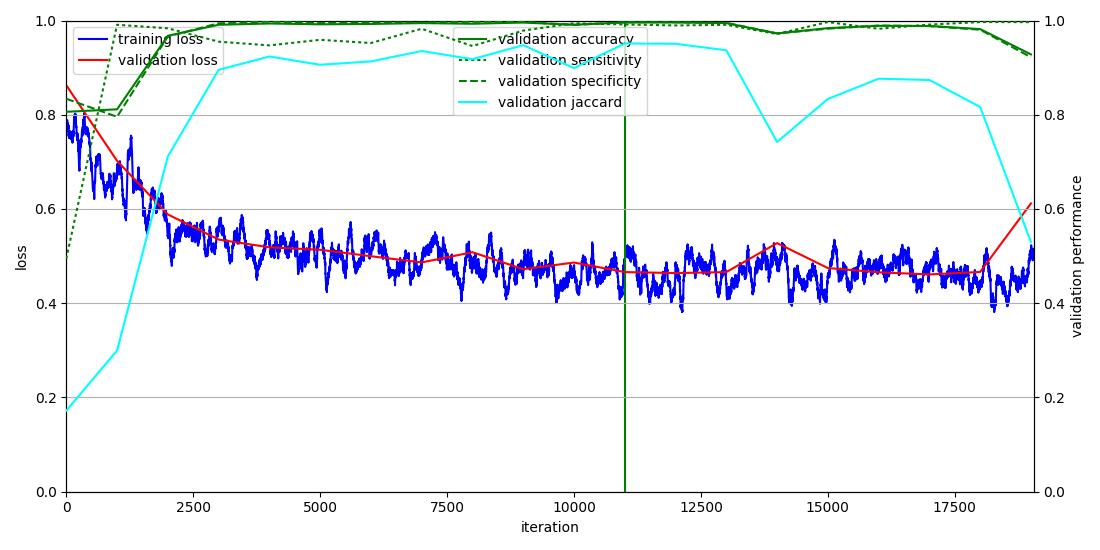 training loss
validation loss
validation accuracy
validation sensitivity
validation specificity
validation jaccard
1.0
0.8
0.6
0.4
0.2
0.0
loss
1.0
0.8
0.6
0.4
0.2
0.0
validation performance
0 2500 5000 7500 10000 12500 15000 17500
iteration